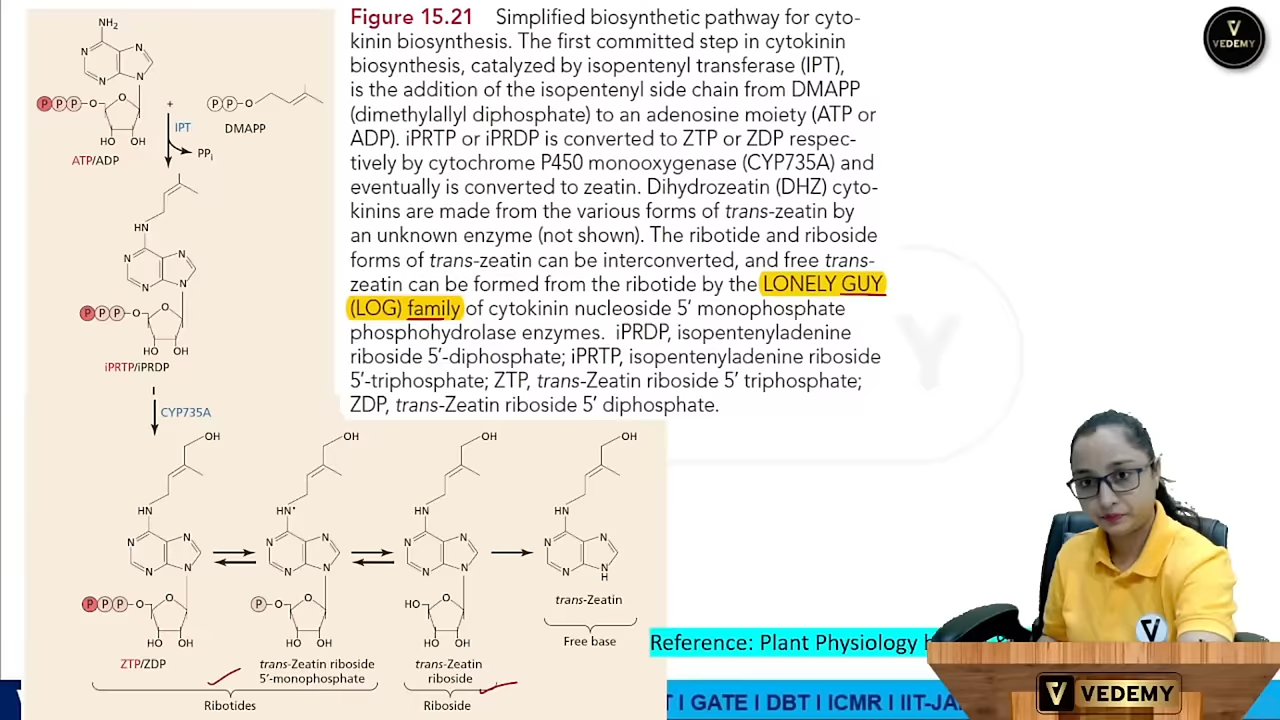 Figure 15.21 Simplified biosynthetic pathway for cyto-
kinin biosynthesis. The first committed step in cytokinin
biosynthesis, catalyzed by isopentenyl transferase (IPT),
is the addition of the isopentenyl side chain from DMAPP
(dimethylallyl diphosphate) to an adenosine moiety (ATP or
ADP). iPRTP or iPRDP is converted to ZTP or ZDP respec-
tively by cytochrome P450 monooxygenase (CYP735A) and
eventually is converted to zeatin. Dihydrozeatin (DHZ) cyto-
kinins are made from the various forms of trans-zeatin by
an unknown enzyme (not shown). The ribotide and riboside
forms of trans-zeatin can be interconverted, and free trans-
zeatin can be formed from the ribotide by the LONELY GUY
(LOG) family of cytokinin nucleoside 5′ monophosphate
phosphohydrolase enzymes. iPRDP, isopentenyladenine
riboside 5′-diphosphate; iPRTP, isopentenyladenine riboside
5′-triphosphate; ZTP, trans-Zeatin riboside 5′ triphosphate;
ZDP, trans-Zeatin riboside 5′ diphosphate.
NH2
N N
N N
P P P O O
HO OH
ATP/ADP
+
P P O
DMAPP
IPT
PPi
HN
N N
N N
P P P O O
HO OH
iPRTP/iPRDP
CYP735A
OH OH OH OH
HN HN HN HN
N N N N N N N N
N N N N N N N N
H
P P P O O P O O HO O
HO OH HO OH HO OH
ZTP/ZDP
trans-Zeatin riboside
5′-monophosphate
trans-Zeatin
riboside
trans-Zeatin
Ribotides
Riboside
Free base
VEDEMY
Y
Reference: Plant Physiology
T I GATE I DBT I ICMR I IIT-JA
VEDEMY